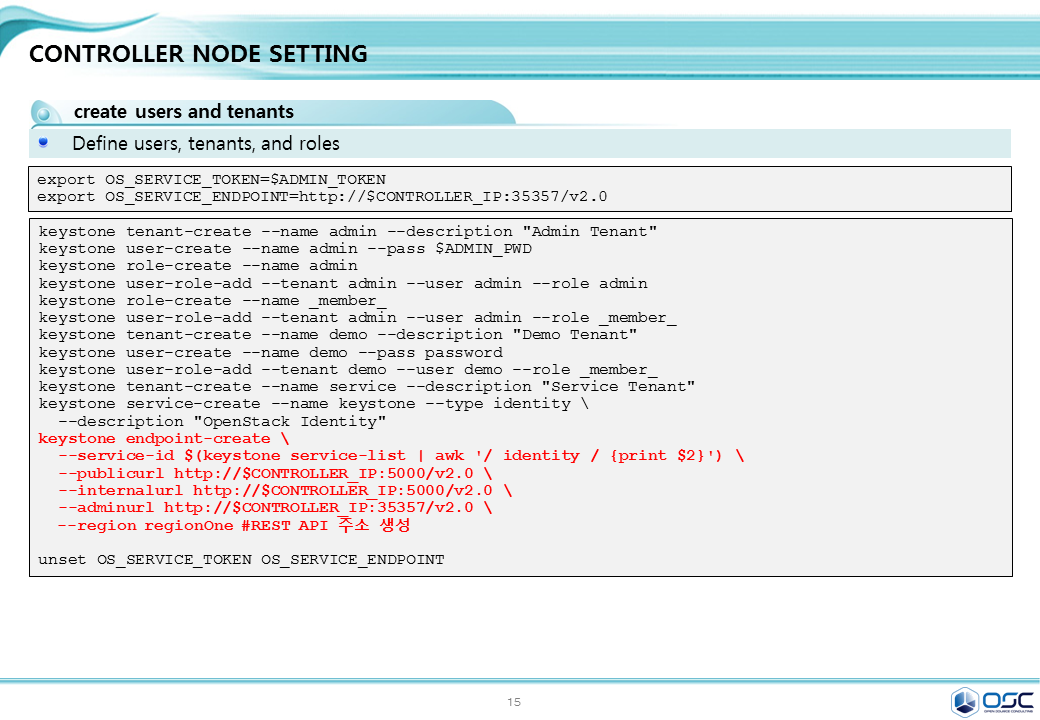 CONTROLLER NODE SETTING
create users and tenants
Define users, tenants, and roles
export OS_SERVICE_TOKEN=$ADMIN_TOKEN
export OS_SERVICE_ENDPOINT=http://$CONTROLLER_IP:35357/v2.0
keystone tenant-create --name admin --description "Admin Tenant"
keystone user-create --name admin --pass $ADMIN_PWD
keystone role-create --name admin
keystone user-role-add --tenant admin --user admin --role admin
keystone role-create --name _member_
keystone user-role-add --tenant admin --user admin --role _member_
keystone tenant-create --name demo --description "Demo Tenant"
keystone user-create --name demo --pass password
keystone user-role-add --tenant demo --user demo --role _member_
keystone tenant-create --name service --description "Service Tenant"
keystone service-create --name keystone --type identity \
--description "OpenStack Identity"
keystone endpoint-create \
--service-id $(keystone service-list | awk '/ identity / {print $2}') \
--publicurl http://$CONTROLLER_IP:5000/v2.0 \
--internalurl http://$CONTROLLER_IP:5000/v2.0 \
--adminurl http://$CONTROLLER_IP:35357/v2.0 \
--region regionOne #REST API 주소 생성
unset OS_SERVICE_TOKEN OS_SERVICE_ENDPOINT
15
OSC
OPEN SOURCE CONSULTING